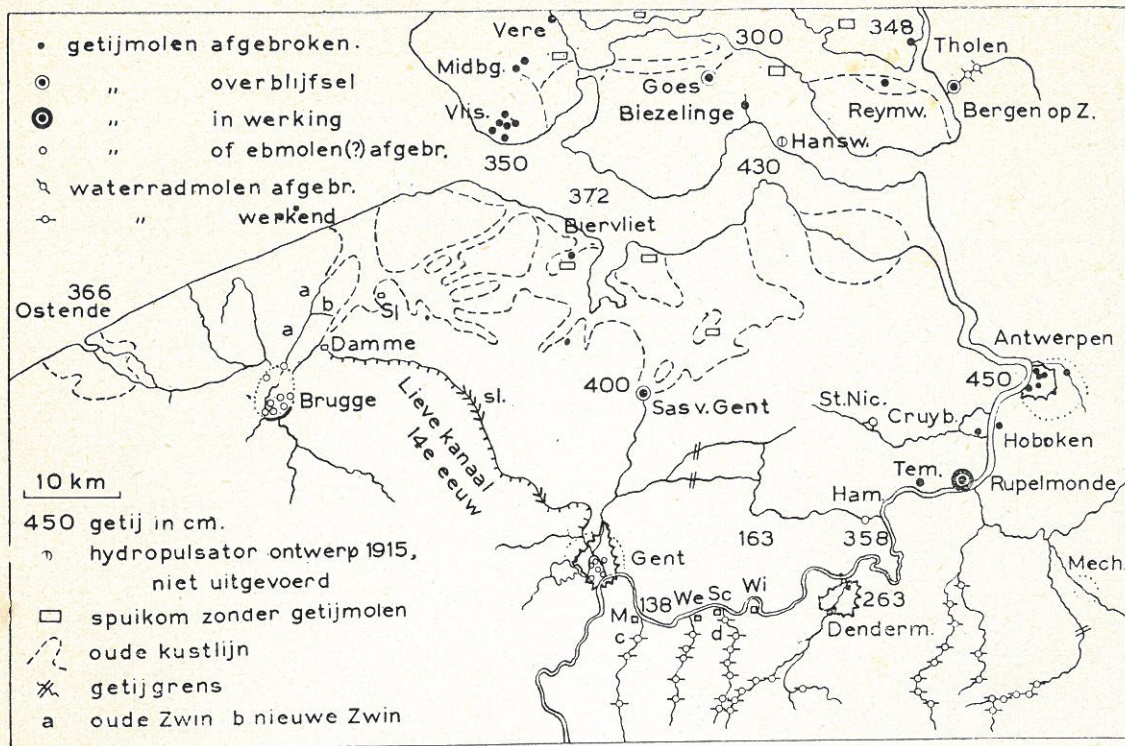 getijmolen afgebroken.
„ overblijfsel
„ in werking
„ of ebmolen(?) afgebr.
waterradmolen afgebr.
„ werkend
Vere
Midbg.
Vlis.
350
300
Goes
Biezelinge
348
Tholen
Reymw.
Bergen op Z.
Hansw.
430
372
Biervliet
366
Ostende
a
b
a
Sl
Damme
Brugge
Lieve kanaal
14e eeuw
sl.
400
Sas v. Gent
Antwerpen
450
St.Nic.
Cruyb.
Hoboken
Tem.
Rupelmonde
Ham.
163
358
Mech.
Gent
M
138
We
Sc
Wi
c
d
263
Denderm.
10 km
450 getij in cm.
hydropulsator ontwerp 1915,
niet uitgevoerd
spuikom zonder getijmolen
oude kustlijn
getijgrens
a oude Zwin b nieuwe Zwin